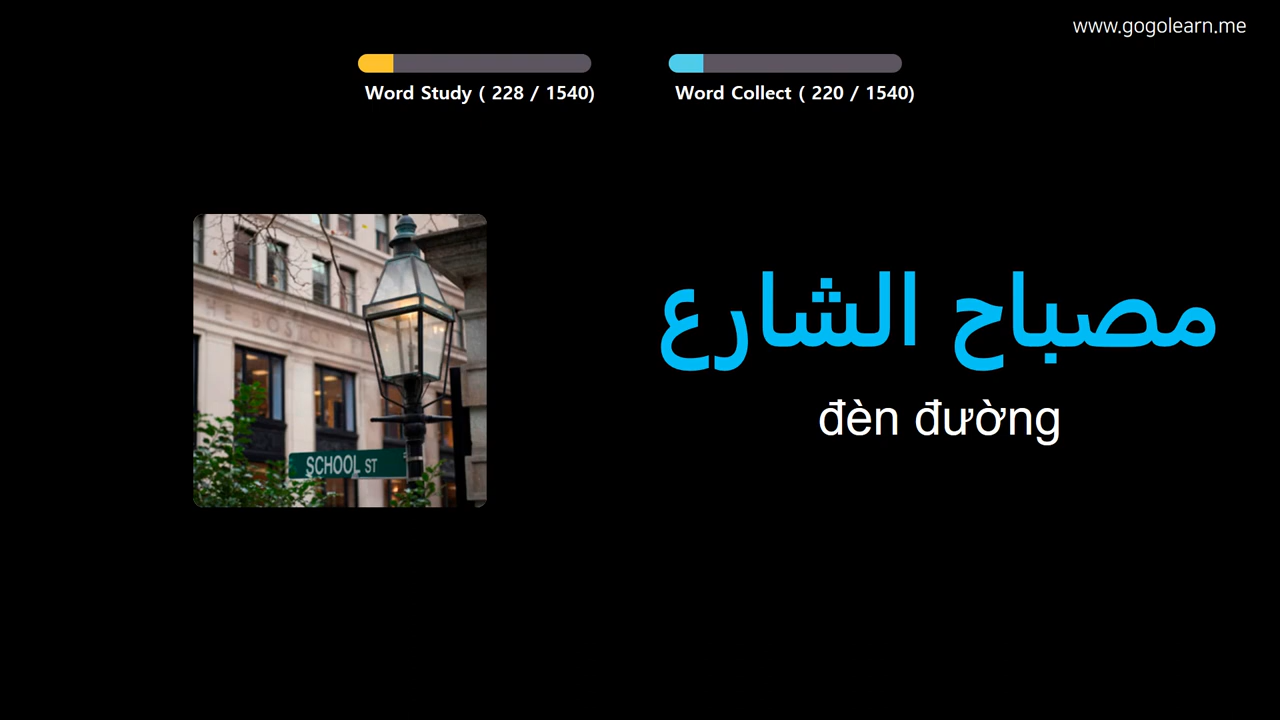 www.gogolearn.me
Word Study ( 228 / 1540)
Word Collect ( 220 / 1540)
مصباح الشارع
đèn đường
SCHOOL ST